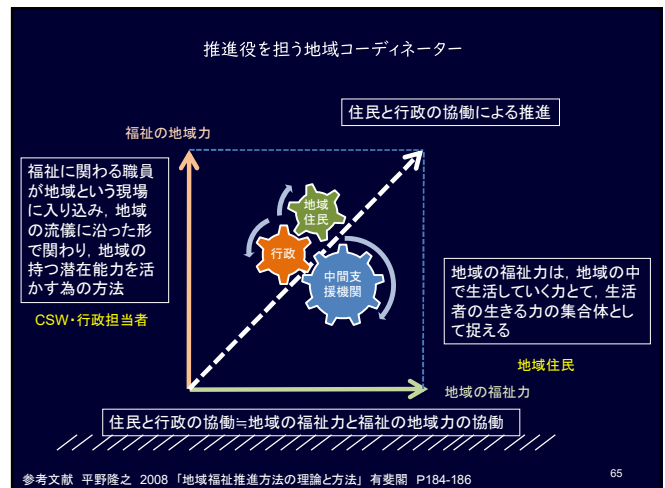 推進役を担う地域コーディネーター
住民と行政の協働による推進
福祉の地域力
福祉に関わる職員
が地域という現場
に入り込み，地域
の流儀に沿った形
で関わり，地域の
持つ潜在能力を活
かす為の方法
CSW・行政担当者
地域
住民
行政
中間支
援機関
地域の福祉力は，地域の中
で生活していく力とて，生活
者の生きる力の集合体とし
て捉える
地域住民
地域の福祉力
住民と行政の協働≒地域の福祉力と福祉の地域力の協働
参考文献 平野隆之 2008 「地域福祉推進方法の理論と方法」 有斐閣 P184-186
65